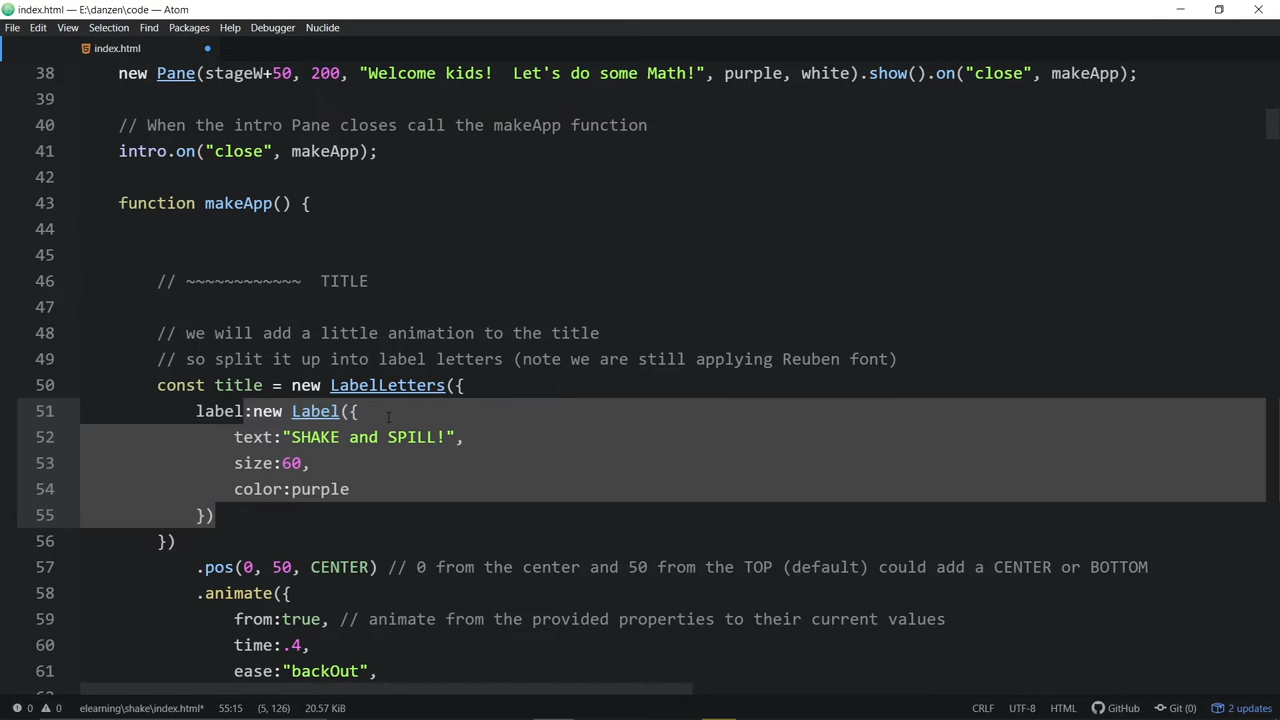 index.html — E:\danzen\code — Atom
File Edit View Selection Find Packages Help Debugger Nuclide
index.html
38 new Pane(stageW+50, 200, "Welcome kids!  Let's do some Math!", purple, white).show().on("close", makeApp);
39
40 // When the intro Pane closes call the makeApp function
41 intro.on("close", makeApp);
42
43 function makeApp() {
44
45
46 // ~~~~~~~~~~~~  TITLE
47
48 // we will add a little animation to the title
49 // so split it up into label letters (note we are still applying Reuben font)
50 const title = new LabelLetters({
51 label:new Label({
52 text:"SHAKE and SPILL!",
53 size:60,
54 color:purple
55 })
56 })
57 .pos(0, 50, CENTER) // 0 from the center and 50 from the TOP (default) could add a CENTER or BOTTOM
58 .animate({
59 from:true, // animate from the provided properties to their current values
60 time:.4,
61 ease:"backOut",
0 0 elearning\shake\index.html* 55:15 (5, 126) 20.57 KiB CRLF UTF-8 HTML GitHub Git (0) 2 updates